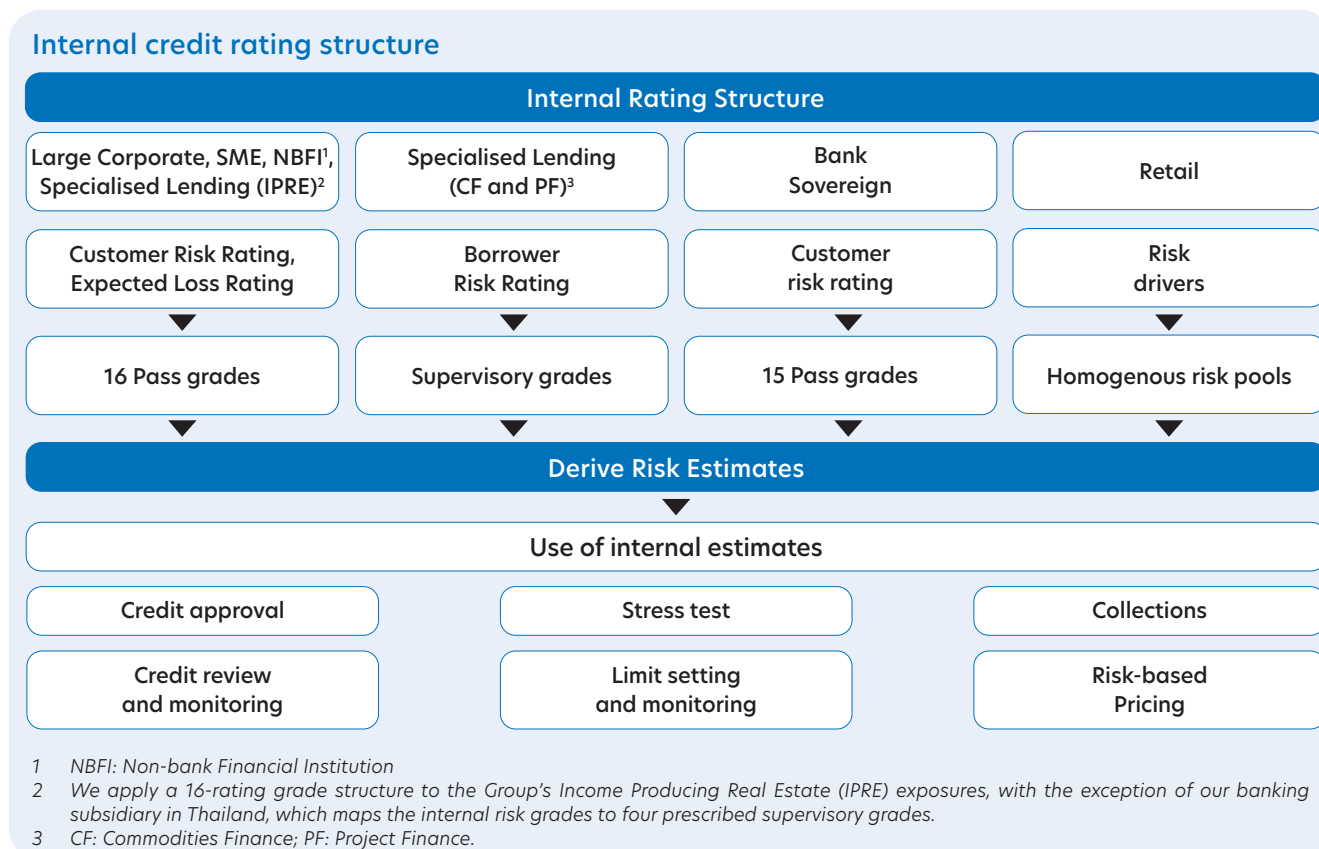 Internal credit rating structure
Internal Rating Structure
Large Corporate, SME, NBFI¹,
Specialised Lending (IPRE)²
Specialised Lending
(CF and PF)³
Bank
Sovereign
Retail
Customer Risk Rating,
Expected Loss Rating
Borrower
Risk Rating
Customer
risk rating
Risk
drivers
16 Pass grades
Supervisory grades
15 Pass grades
Homogenous risk pools
Derive Risk Estimates
Use of internal estimates
Credit approval
Stress test
Collections
Credit review
and monitoring
Limit setting
and monitoring
Risk-based
Pricing
1 NBFI: Non-bank Financial Institution
2 We apply a 16-rating grade structure to the Group’s Income Producing Real Estate (IPRE) exposures, with the exception of our banking
subsidiary in Thailand, which maps the internal risk grades to four prescribed supervisory grades.
3 CF: Commodities Finance; PF: Project Finance.